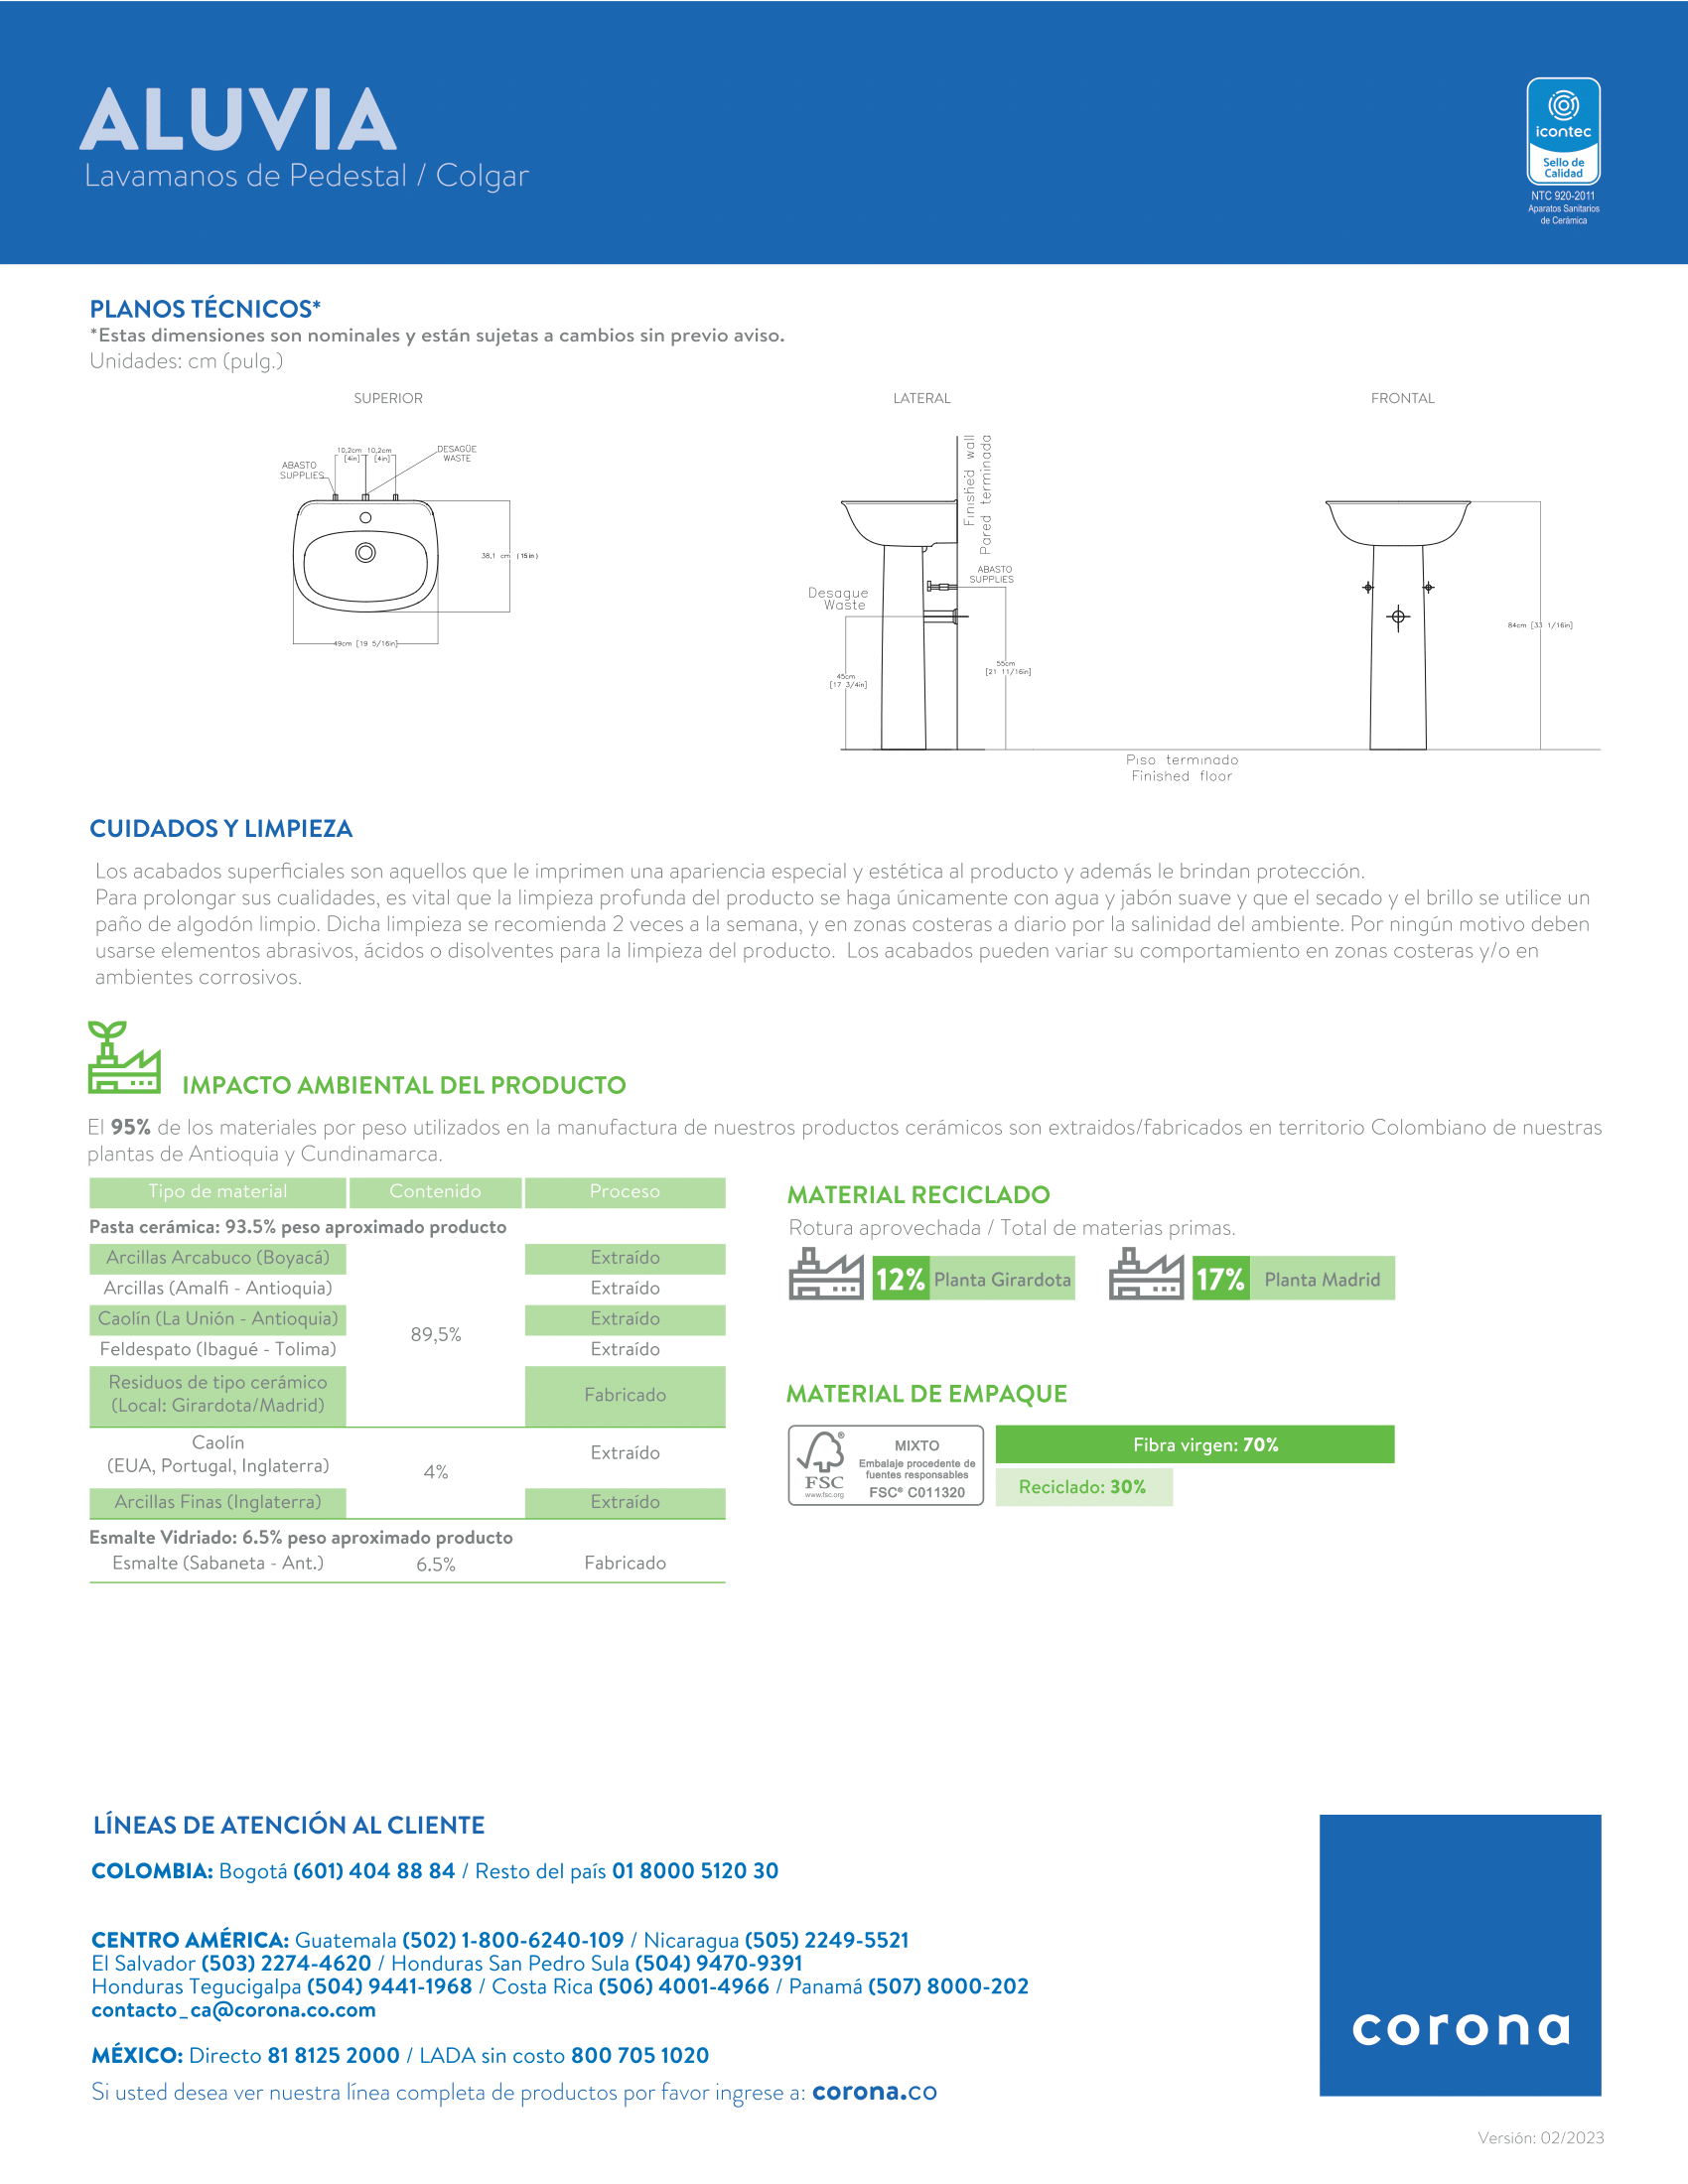 ALUVIA
Lavamanos de Pedestal / Colgar
icontec
Sello de
Calidad
NTC 920-2011
Aparatos Sanitarios
de Cerámica
PLANOS TÉCNICOS*
*Estas dimensiones son nominales y están sujetas a cambios sin previo aviso.
Unidades: cm (pulg.)
SUPERIOR
LATERAL
FRONTAL
10,2cm 10,2cm
[4in] [4in]
DESAGÜE
WASTE
ABASTO
SUPPLIES
38,1 cm (15in)
49cm [19 5/16in]
Finished wall
Pared terminada
ABASTO
SUPPLIES
Desague
Waste
45cm
[17 3/4in]
55cm
[21 11/16in]
84cm [33 1/16in]
Piso terminado
Finished floor
CUIDADOS Y LIMPIEZA
Los acabados superficiales son aquellos que le imprimen una apariencia especial y estética al producto y además le brindan protección.
Para prolongar sus cualidades, es vital que la limpieza profunda del producto se haga únicamente con agua y jabón suave y que el secado y el brillo se utilice un
paño de algodón limpio. Dicha limpieza se recomienda 2 veces a la semana, y en zonas costeras a diario por la salinidad del ambiente. Por ningún motivo deben
usarse elementos abrasivos, ácidos o disolventes para la limpieza del producto. Los acabados pueden variar su comportamiento en zonas costeras y/o en
ambientes corrosivos.
IMPACTO AMBIENTAL DEL PRODUCTO
El 95% de los materiales por peso utilizados en la manufactura de nuestros productos cerámicos son extraidos/fabricados en territorio Colombiano de nuestras
plantas de Antioquia y Cundinamarca.
Tipo de material Contenido Proceso
Pasta cerámica: 93.5% peso aproximado producto
Arcillas Arcabuco (Boyacá) Extraído
Arcillas (Amalfi - Antioquia) Extraído
Caolín (La Unión - Antioquia) Extraído
89,5%
Feldespato (Ibagué - Tolima) Extraído
Residuos de tipo cerámico
(Local: Girardota/Madrid)
Fabricado
Caolín
(EUA, Portugal, Inglaterra)
Extraído
4%
Arcillas Finas (Inglaterra) Extraído
Esmalte Vidriado: 6.5% peso aproximado producto
Esmalte (Sabaneta - Ant.) 6.5% Fabricado
MATERIAL RECICLADO
Rotura aprovechada / Total de materias primas.
12% Planta Girardota
17% Planta Madrid
MATERIAL DE EMPAQUE
FSC
www.fsc.org
MIXTO
Embalaje procedente de
fuentes responsables
FSC® C011320
Fibra virgen: 70%
Reciclado: 30%
LÍNEAS DE ATENCIÓN AL CLIENTE
COLOMBIA: Bogotá (601) 404 88 84 / Resto del país 01 8000 5120 30
CENTRO AMÉRICA: Guatemala (502) 1-800-6240-109 / Nicaragua (505) 2249-5521
El Salvador (503) 2274-4620 / Honduras San Pedro Sula (504) 9470-9391
Honduras Tegucigalpa (504) 9441-1968 / Costa Rica (506) 4001-4966 / Panamá (507) 8000-202
contacto_ca@corona.co.com
MÉXICO: Directo 81 8125 2000 / LADA sin costo 800 705 1020
Si usted desea ver nuestra línea completa de productos por favor ingrese a: corona.co
corona
Versión: 02/2023